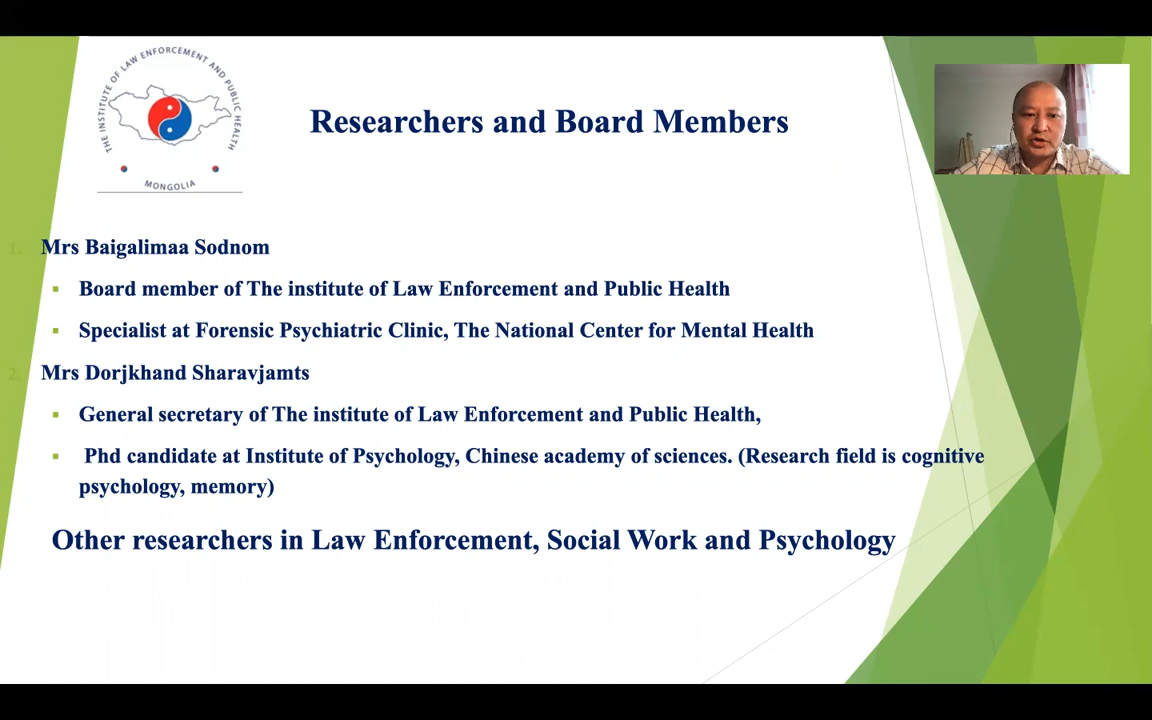 THE INSTITUTE OF LAW ENFORCEMENT AND PUBLIC HEALTH
MONGOLIA
Researchers and Board Members
1. Mrs Baigalimaa Sodnom
Board member of The institute of Law Enforcement and Public Health
Specialist at Forensic Psychiatric Clinic, The National Center for Mental Health
2. Mrs Dorjkhand Sharavjamts
General secretary of The institute of Law Enforcement and Public Health,
Phd candidate at Institute of Psychology, Chinese academy of sciences. (Research field is cognitive
psychology, memory)
Other researchers in Law Enforcement, Social Work and Psychology